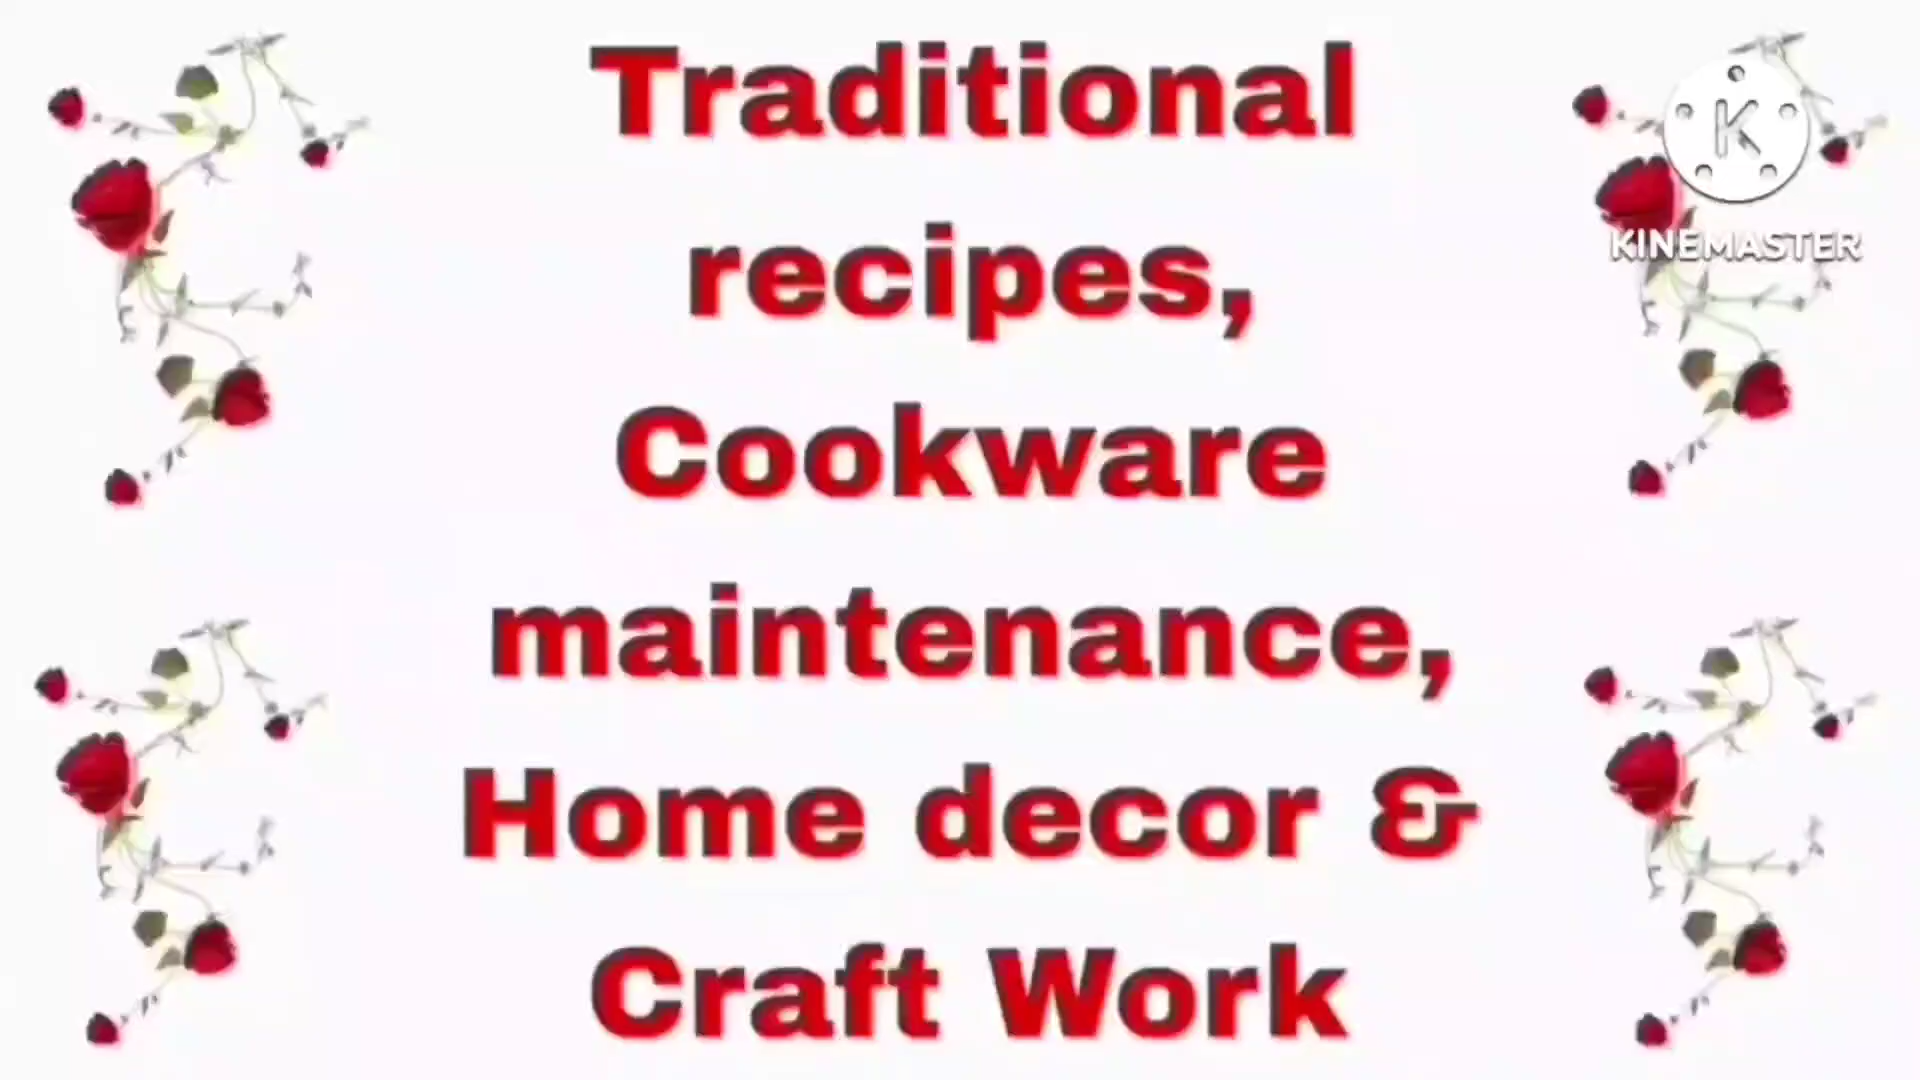 Traditional
recipes,
Cookware
maintenance,
Home decor &
Craft Work
K
KINEMASTER